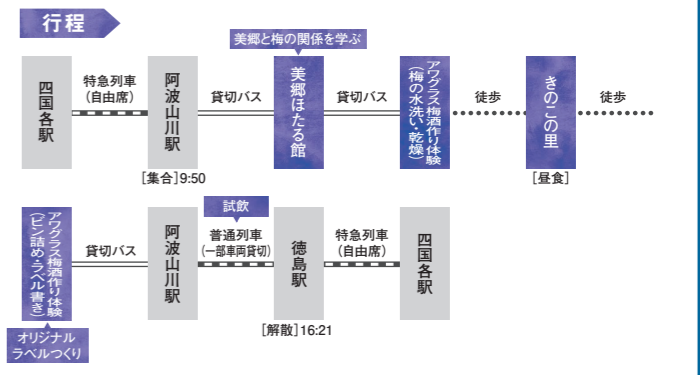 行程
美郷と梅の関係を学ぶ
四国各駅
特急列車
(自由席)
阿波山川駅
貸切バス
美郷ほたる館
貸切バス
アワグラス梅酒作り体験
(梅の水洗い・乾燥)
徒歩
きのこの里
徒歩
[集合]9:50
[昼食]
アワグラス梅酒作り体験
(ビン詰め・ラベル書き)
貸切バス
阿波山川駅
試飲
普通列車
(一部車両貸切)
徳島駅
特急列車
(自由席)
四国各駅
[解散]16:21
オリジナル
ラベルつくり